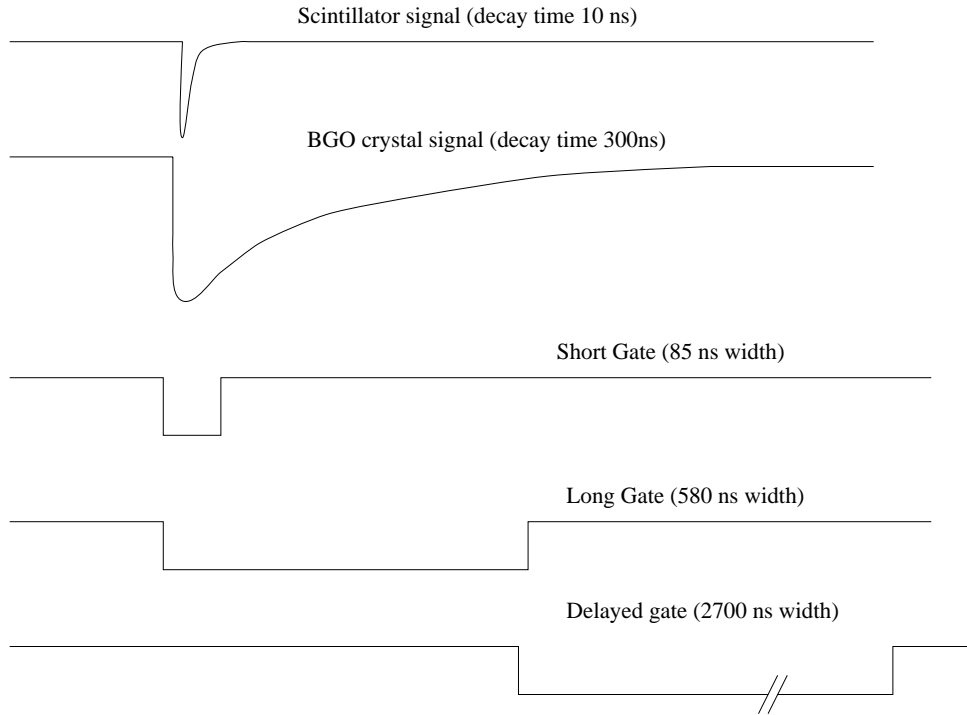 Scintillator signal (decay time 10 ns)
BGO crystal signal (decay time 300ns)
Short Gate (85 ns width)
Long Gate (580 ns width)
Delayed gate (2700 ns width)